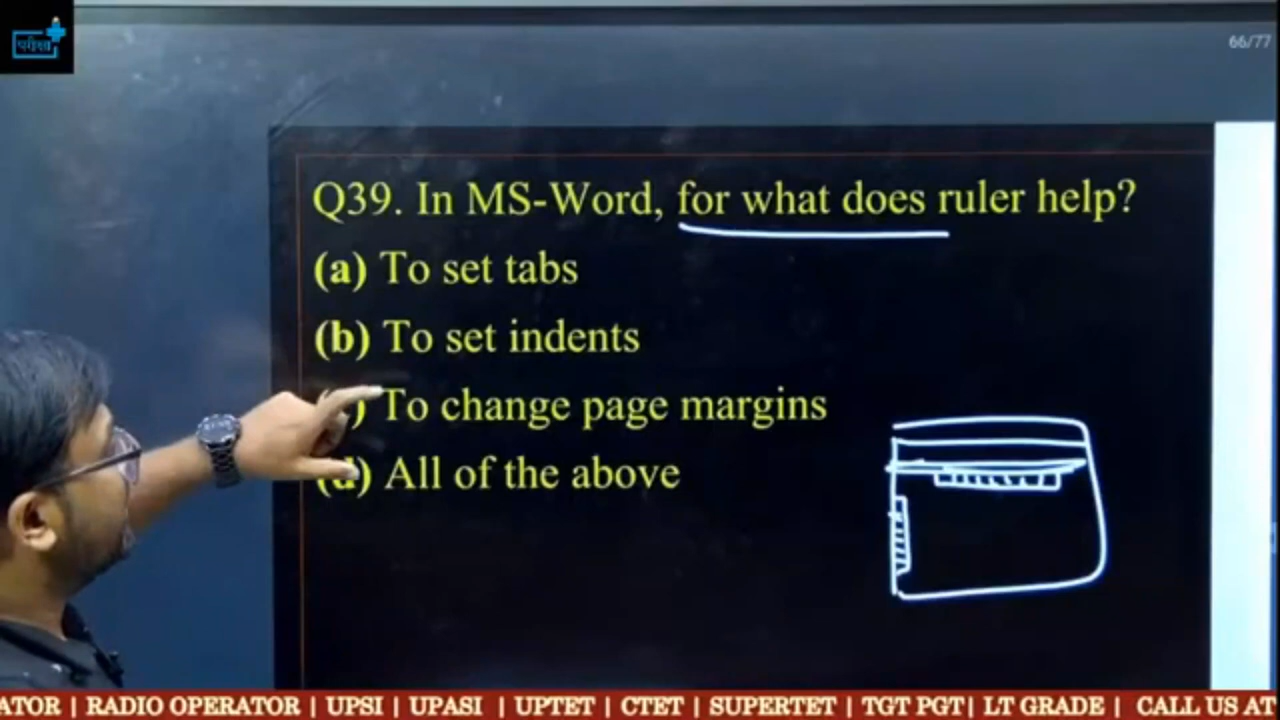 परीक्षा
66/77
Q39. In MS-Word, for what does ruler help?
(a) To set tabs
(b) To set indents
) To change page margins
(d) All of the above
ATOR | RADIO OPERATOR | UPSI | UPASI | UPTET | CTET | SUPERTET | TGT PGT| LT GRADE | CALL US AT